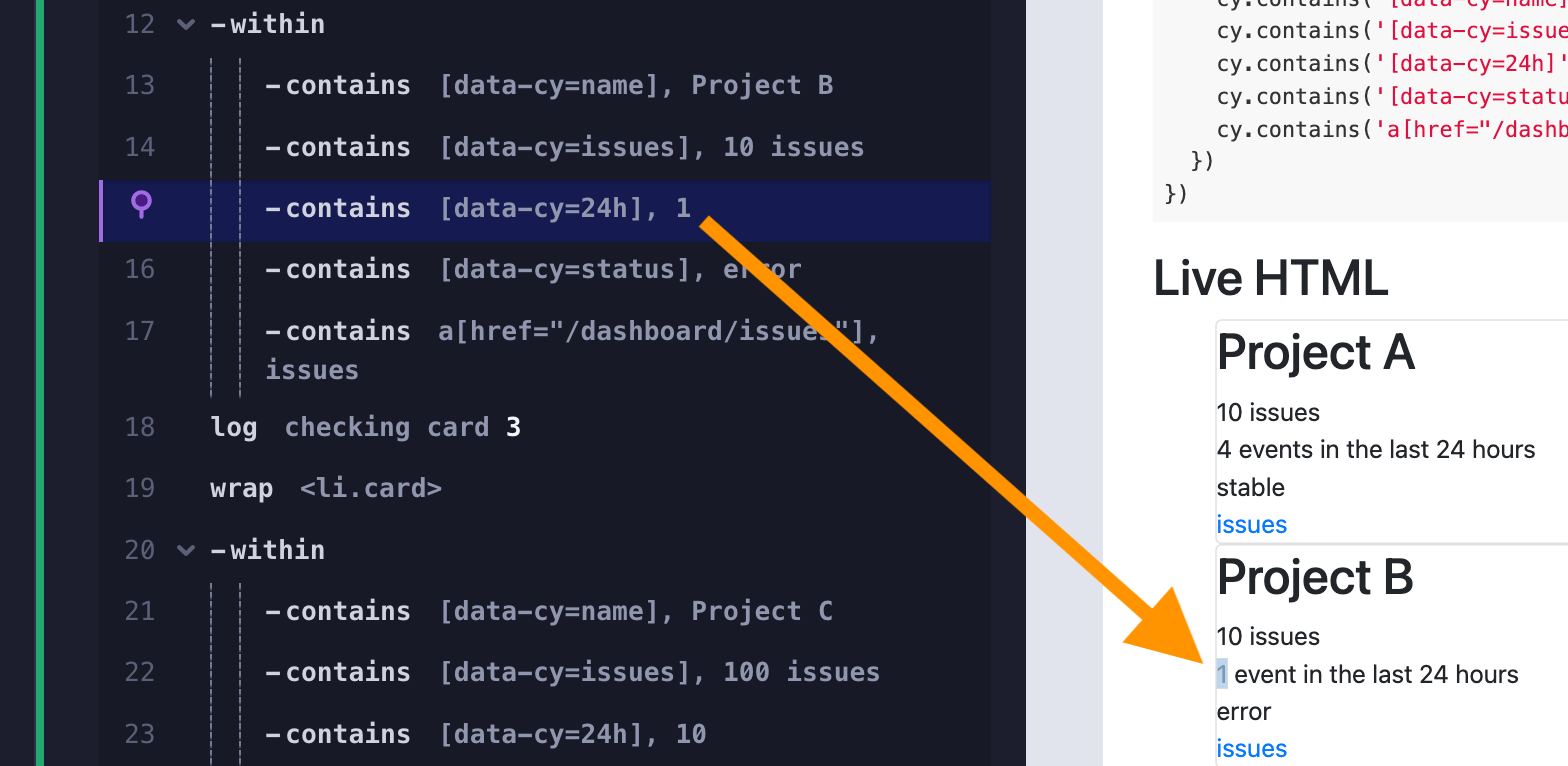 12 -within
13 -contains [data-cy=name], Project B
14 -contains [data-cy=issues], 10 issues
-contains [data-cy=24h], 1
16 -contains [data-cy=status], error
17 -contains a[href="/dashboard/issues"],
issues
18 log checking card 3
19 wrap <li.card>
20 -within
21 -contains [data-cy=name], Project C
22 -contains [data-cy=issues], 100 issues
23 -contains [data-cy=24h], 10
cy.contains('[data-cy=name]
cy.contains('[data-cy=issue
cy.contains('[data-cy=24h]'
cy.contains('[data-cy=statu
cy.contains('a[href="/dashb
})
})
Live HTML
Project A
10 issues
4 events in the last 24 hours
stable
issues
Project B
10 issues
1 event in the last 24 hours
error
issues